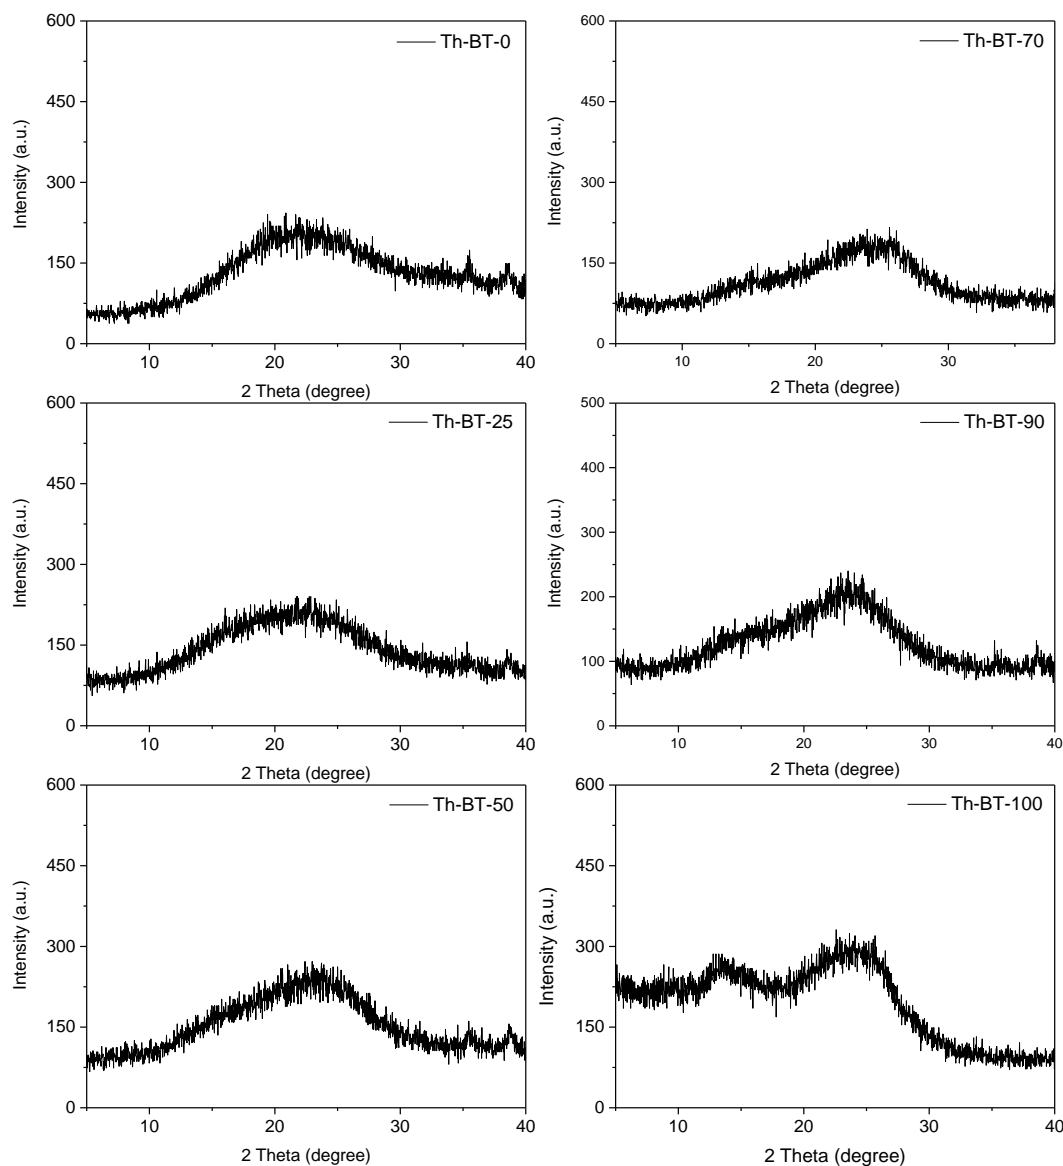 600
450
300
150
0
Intensity (a.u.)
Th-BT-0
10 20 30 40
2 Theta (degree)
600
450
300
150
0
Intensity (a.u.)
Th-BT-70
10 20 30
2 Theta (degree)
600
450
300
150
0
Intensity (a.u.)
Th-BT-25
10 20 30 40
2 Theta (degree)
500
400
300
200
100
0
Intensity (a.u.)
Th-BT-90
10 20 30 40
2 Theta (degree)
600
450
300
150
0
Intensity (a.u.)
Th-BT-50
10 20 30 40
2 Theta (degree)
600
450
300
150
0
Intensity (a.u.)
Th-BT-100
10 20 30 40
2 Theta (degree)